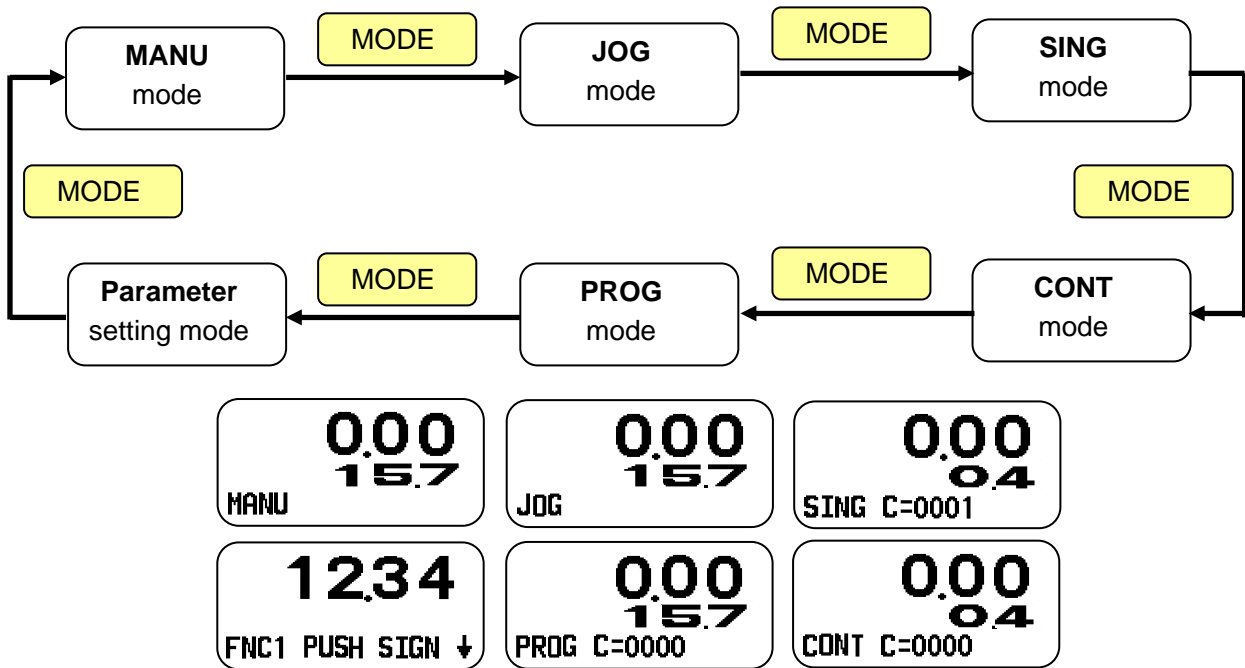 MANU
mode
MODE
JOG
mode
MODE
SING
mode
MODE
MODE
Parameter
setting mode
MODE
PROG
mode
MODE
CONT
mode
0.00
15.7
MANU
0.00
15.7
JOG
0.00
0.4
SING C=0001
12.34
FNC1 PUSH SIGN ↓
0.00
15.7
PROG C=0000
0.00
0.4
CONT C=0000